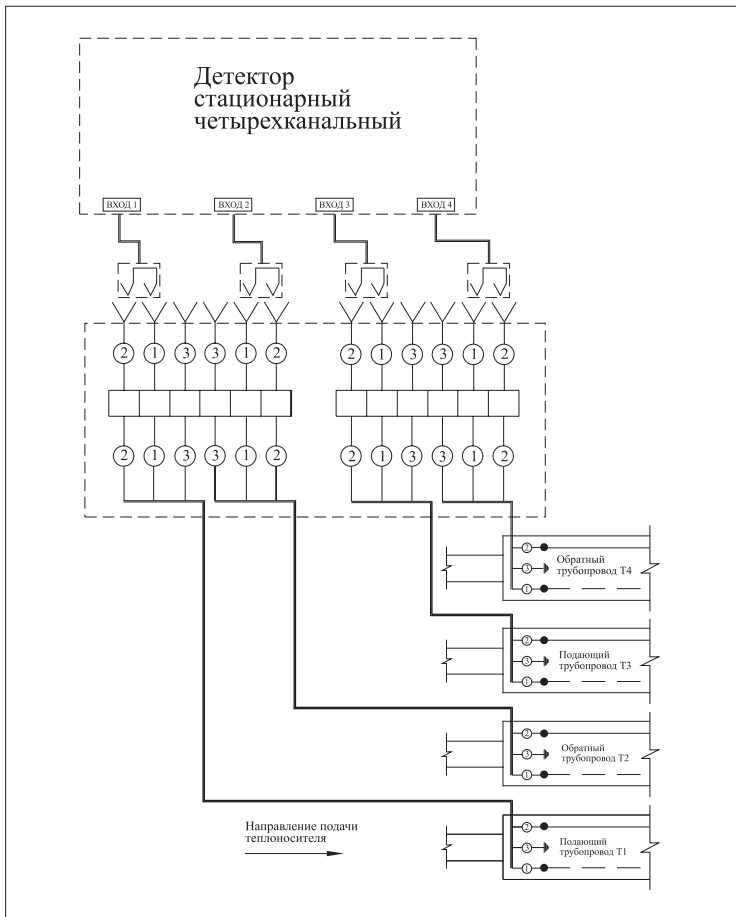 Детектор
стационарный
четырехканальный
ВХОД 1 ВХОД 2 ВХОД 3 ВХОД 4
2 1 3 3 1 2 2 1 3 3 1 2
2 1 3 3 1 2 2 1 3 3 1 2
2
3
1
Обратный
трубопровод Т4
2
3
1
Подающий
трубопровод Т3
2
3
1
Обратный
трубопровод Т2
Направление подачи
теплоносителя
2
3
1
Подающий
трубопровод Т1